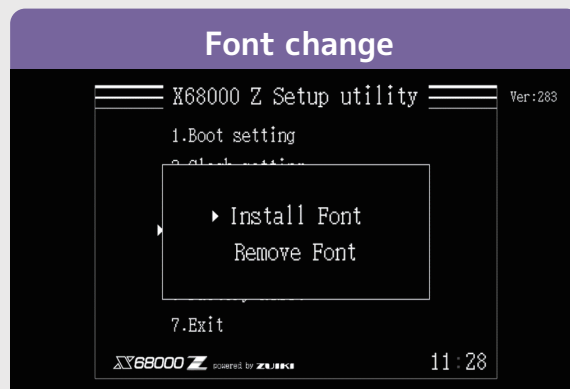 Font change
X68000 Z Setup utility
Ver:283
1.Boot setting
Install Font
Remove Font
7.Exit
X68000 Z powered by ZUIKI
11:28